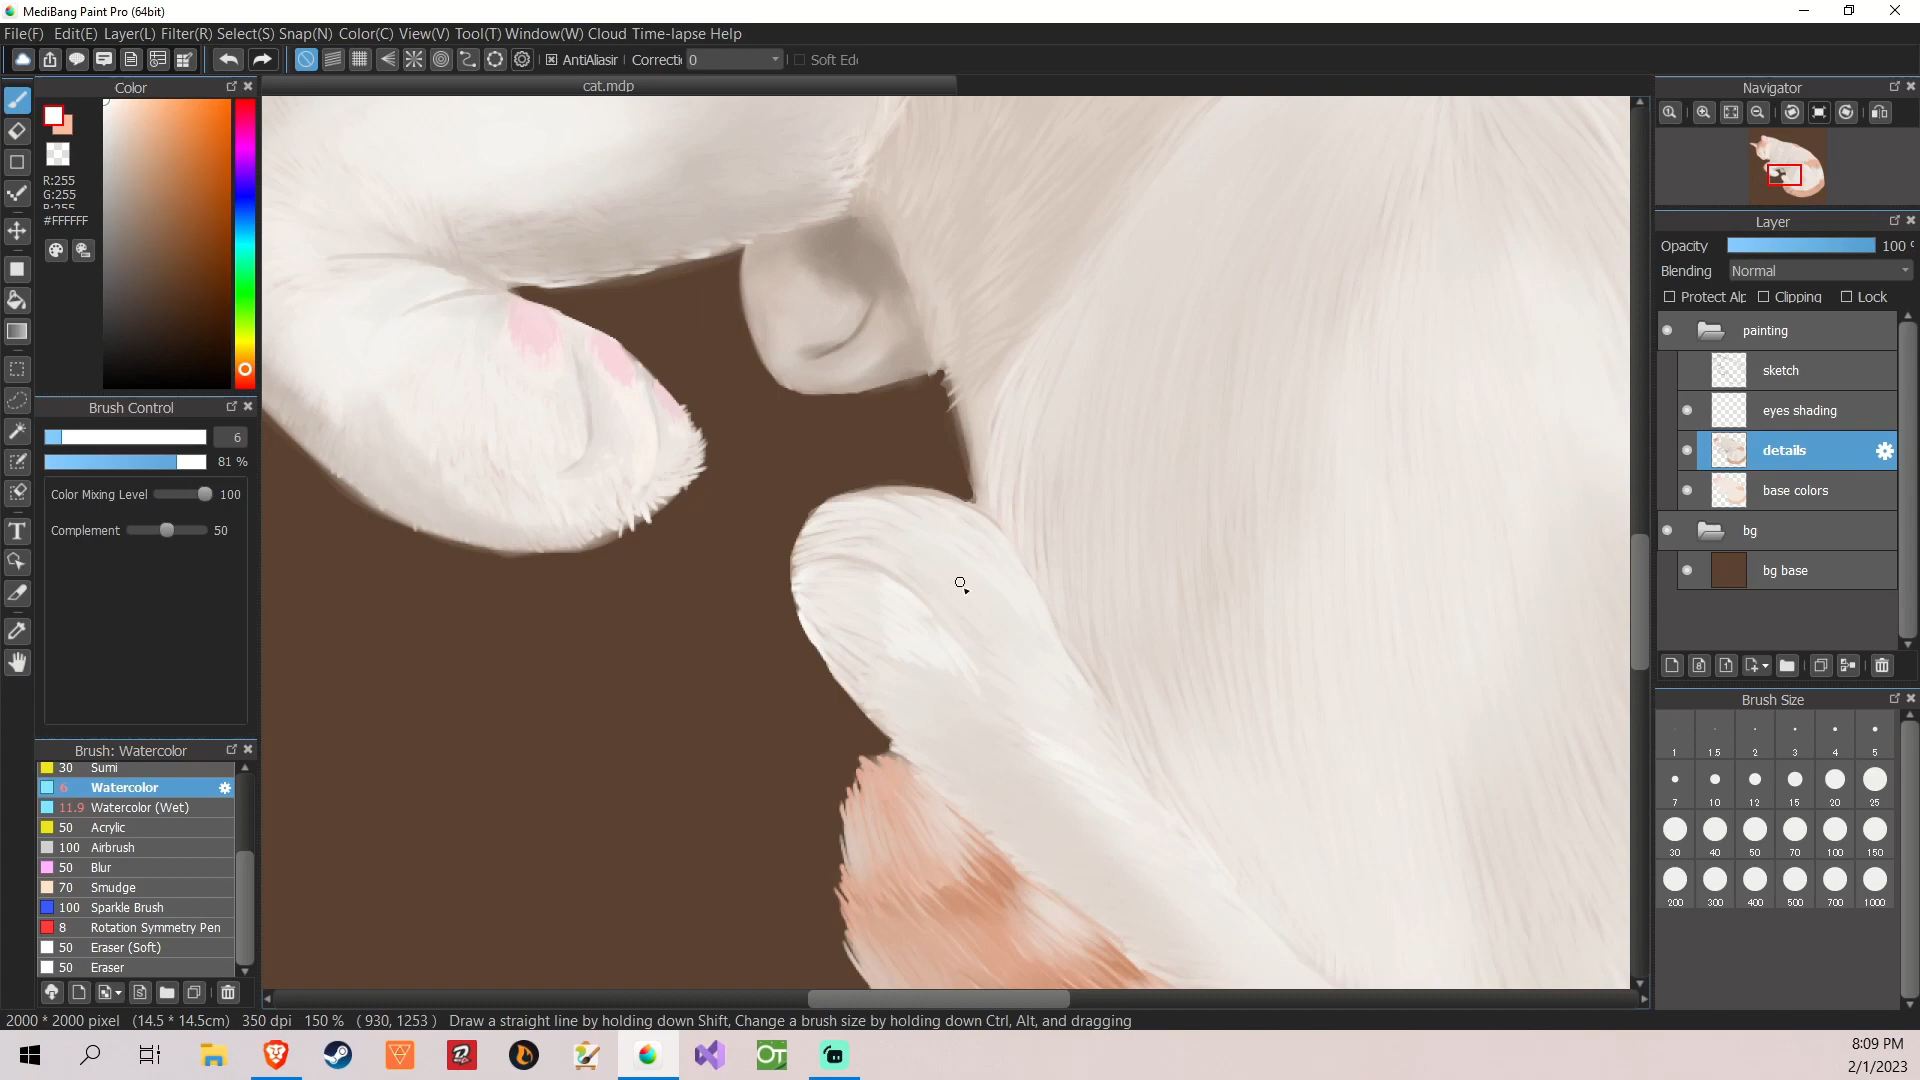 MediBang Paint Pro (64bit)
File(F) Edit(E) Layer(L) Filter(R) Select(S) Snap(N) Color(C) View(V) Tool(T) Window(W) Cloud Time-lapse Help
AntiAliasir Correcti 0 Soft Ed
cat.mdp
Color
R:255
G:255
B:255
#FFFFFF
Brush Control
6
81 %
Color Mixing Level 100
Complement 50
Brush: Watercolor
30 Sumi
6 Watercolor
11.9 Watercolor (Wet)
50 Acrylic
100 Airbrush
50 Blur
70 Smudge
100 Sparkle Brush
8 Rotation Symmetry Pen
50 Eraser (Soft)
50 Eraser
Navigator
Layer
Opacity 100
Blending Normal
Protect Alp Clipping Lock
painting
sketch
eyes shading
details
base colors
bg
bg base
Brush Size
1 1.5 2 3 4 5
7 10 12 15 20 25
30 40 50 70 100 150
200 300 400 500 700 1000
2000 * 2000 pixel (14.5 * 14.5cm) 350 dpi 150 % ( 930, 1253 ) Draw a straight line by holding down Shift, Change a brush size by holding down Ctrl, Alt, and dragging
8:09 PM
2/1/2023